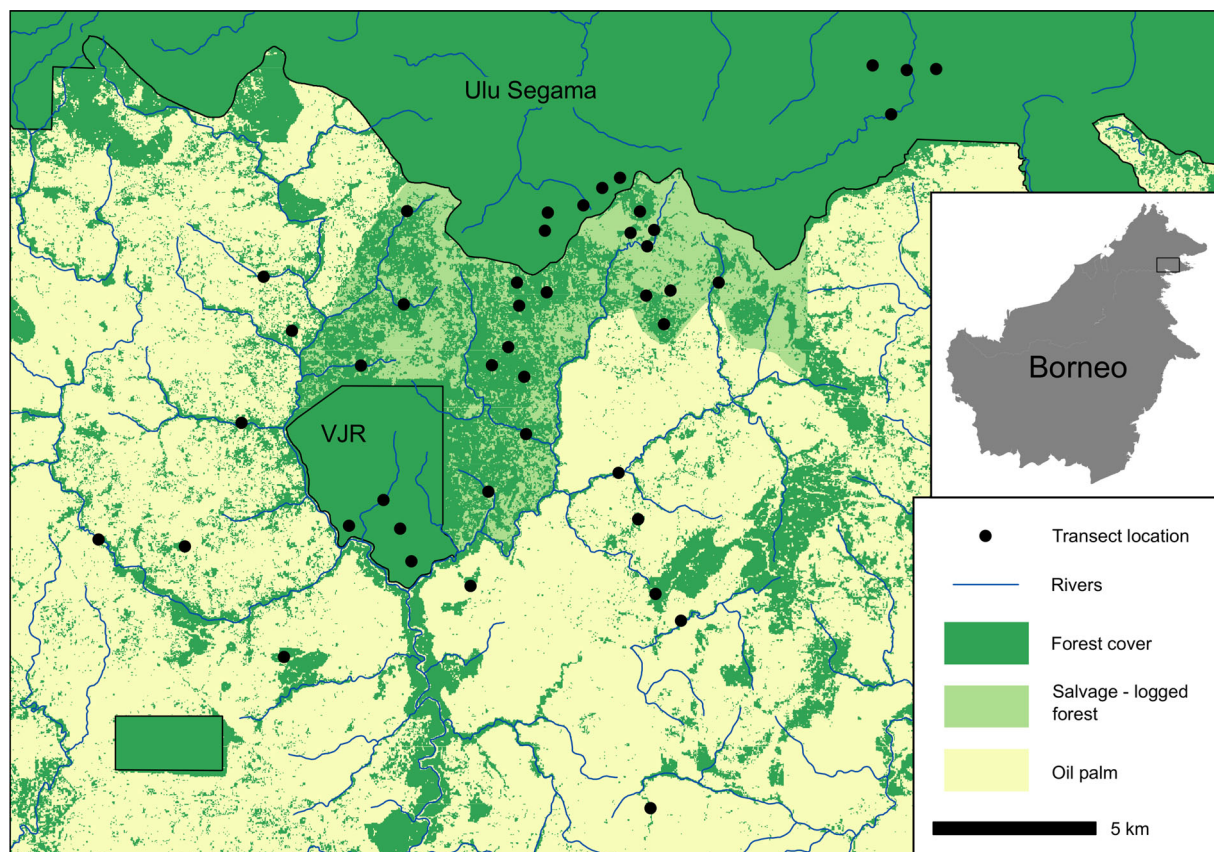 Ulu Segama
VJR
Borneo
Transect location
Rivers
Forest cover
Salvage - logged
forest
Oil palm
5 km